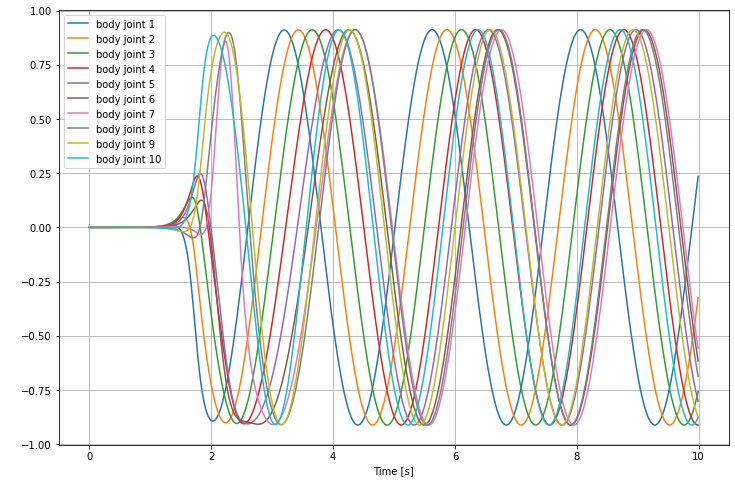 1.00
0.75
0.50
0.25
0.00
−0.25
−0.50
−0.75
−1.00
body joint 1
body joint 2
body joint 3
body joint 4
body joint 5
body joint 6
body joint 7
body joint 8
body joint 9
body joint 10
0 2 4 6 8 10
Time [s]